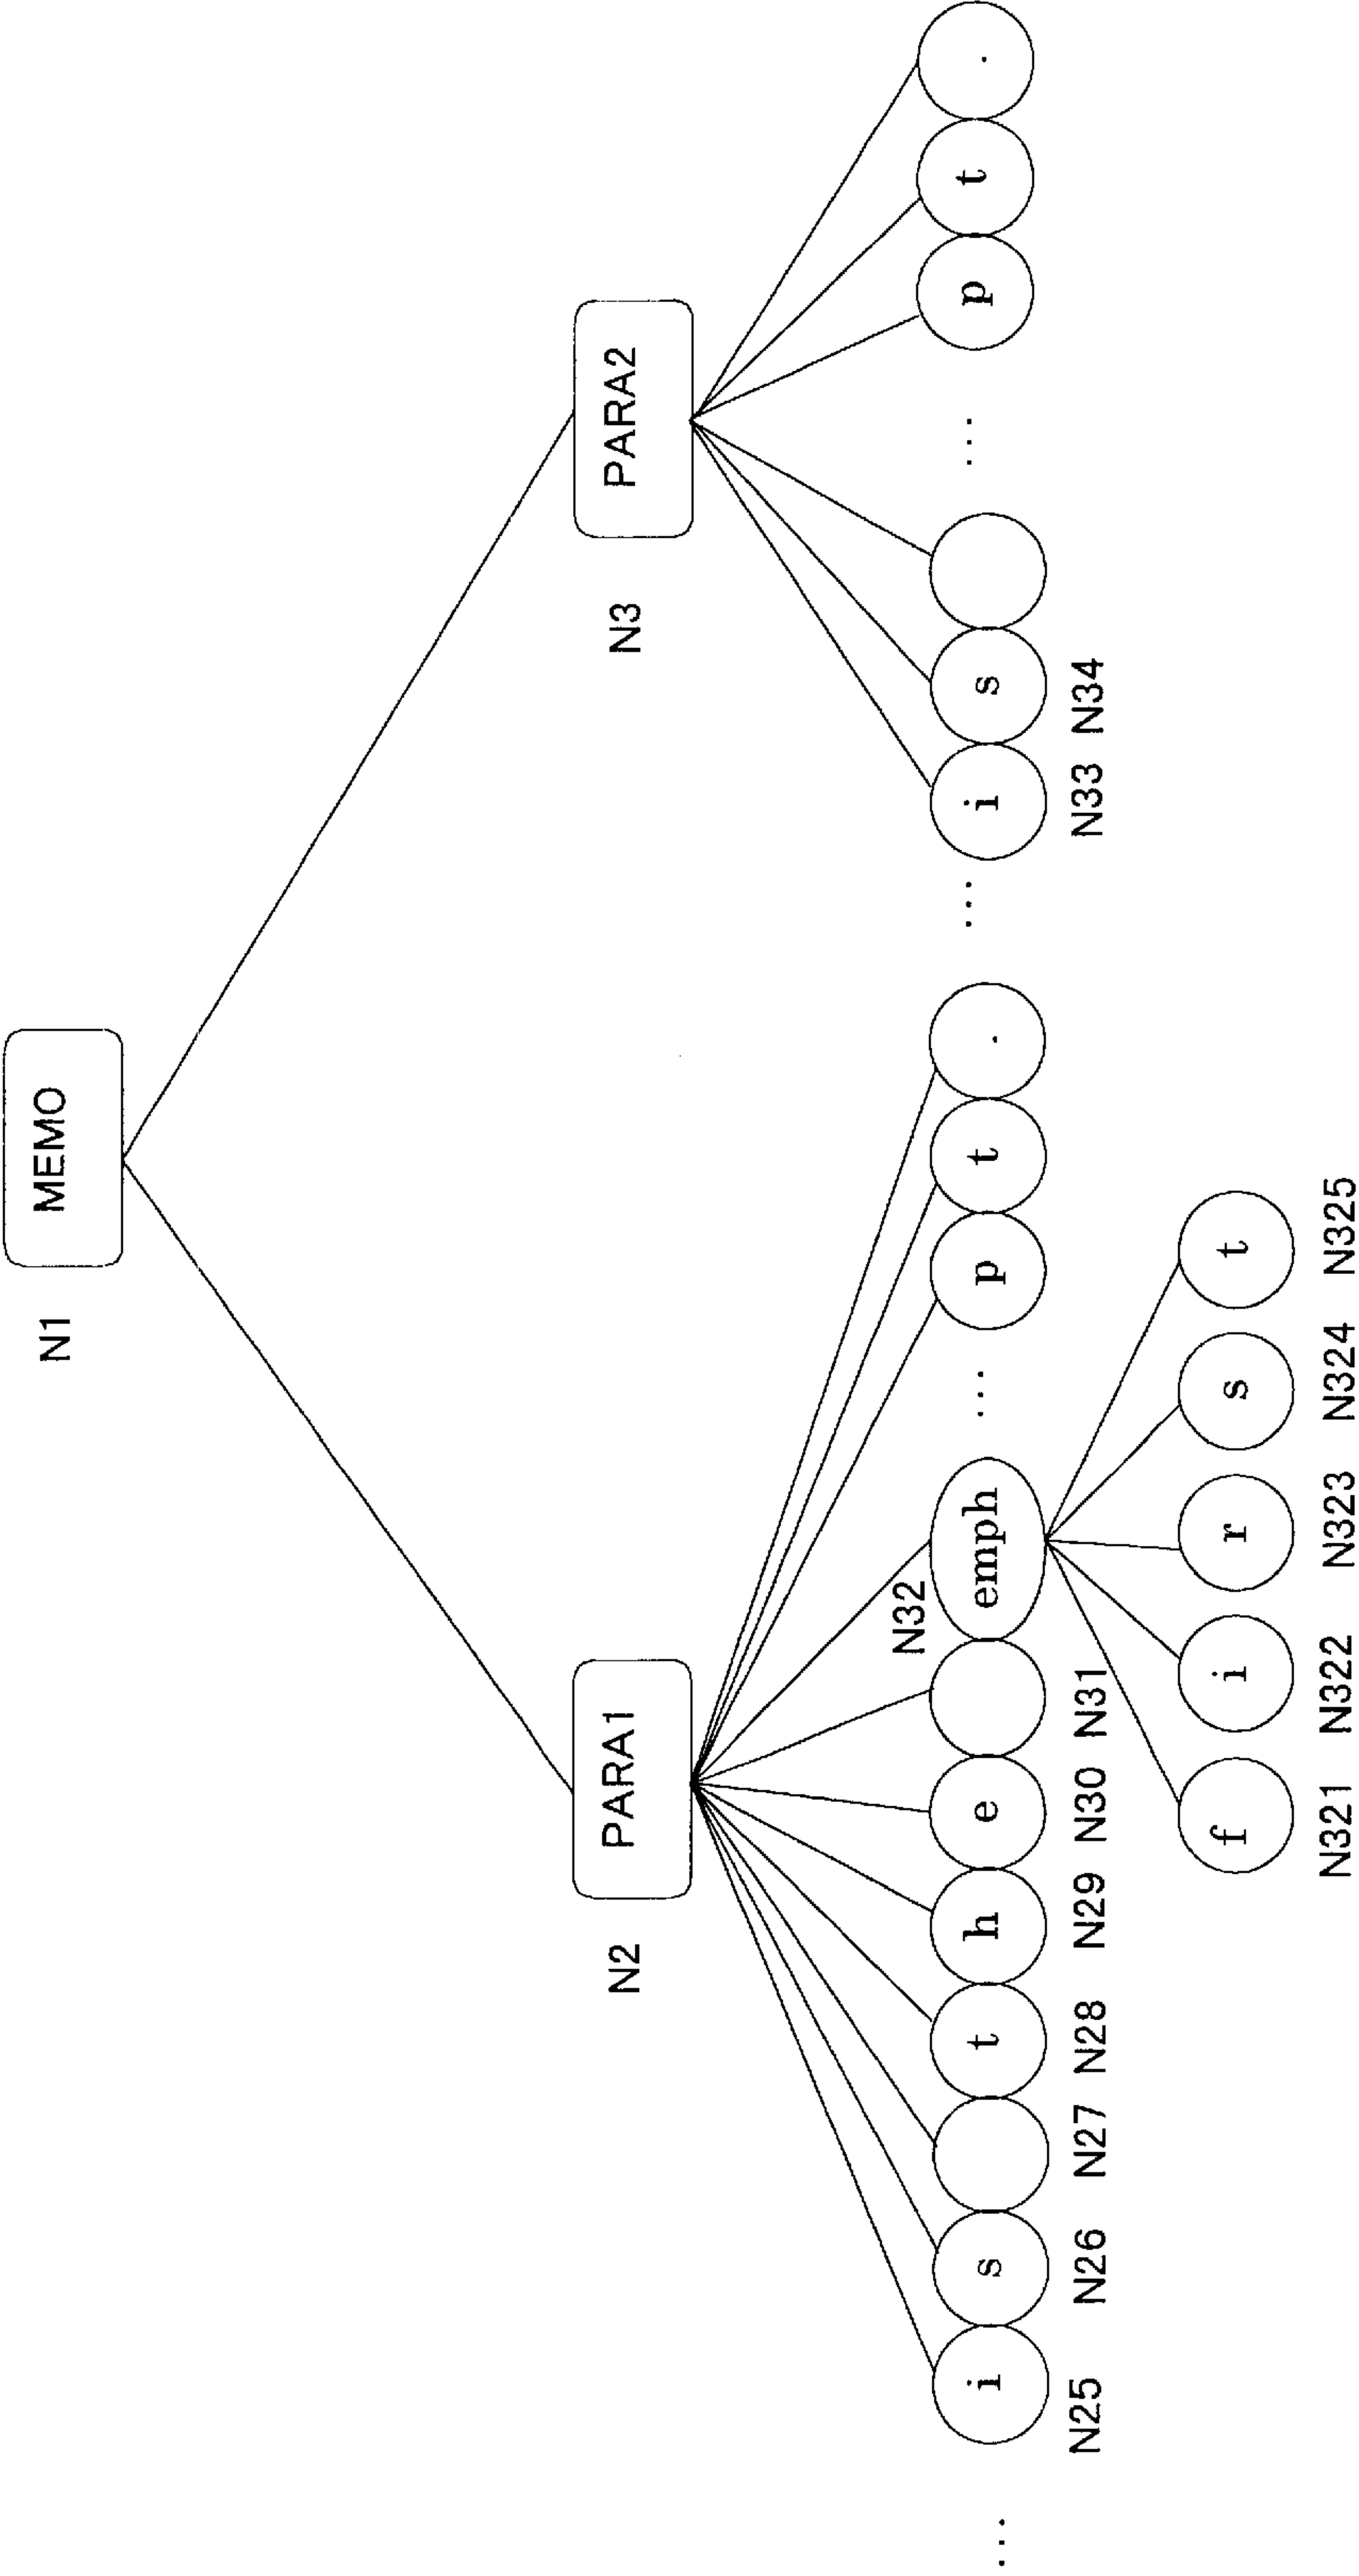 MEMO
N1
PARA1
N2
PARA2
N3
... i s t h e emph ... p t . ... i s ... p t .
N32
N25 N26 N27 N28 N29 N30 N31 N33 N34
f i r s t
N321 N322 N323 N324 N325